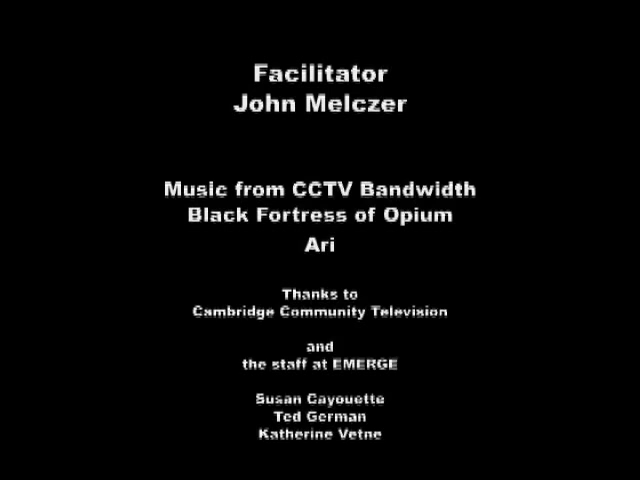 Facilitator
John Melczer
Music from CCTV Bandwidth
Black Fortress of Opium
Ari
Thanks to
Cambridge Community Television
and
the staff at EMERGE
Susan Cayouette
Ted German
Katherine Vetne